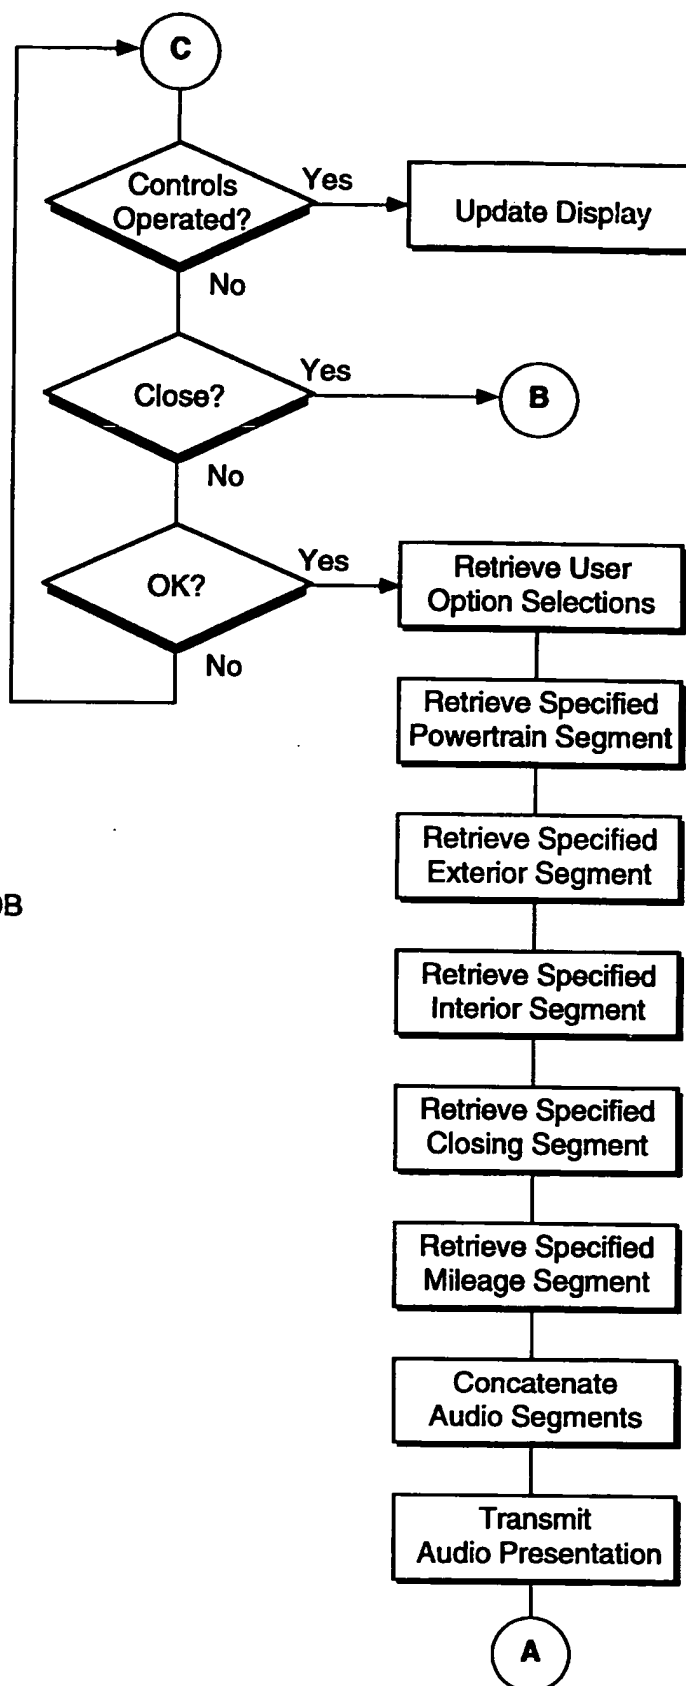 C
Controls
Operated?
Yes
Update Display
No
Close?
Yes
B
No
OK?
Yes
Retrieve User
Option Selections
No
Retrieve Specified
Powertrain Segment
Retrieve Specified
Exterior Segment
Retrieve Specified
Interior Segment
Retrieve Specified
Closing Segment
Retrieve Specified
Mileage Segment
Concatenate
Audio Segments
Transmit
Audio Presentation
A